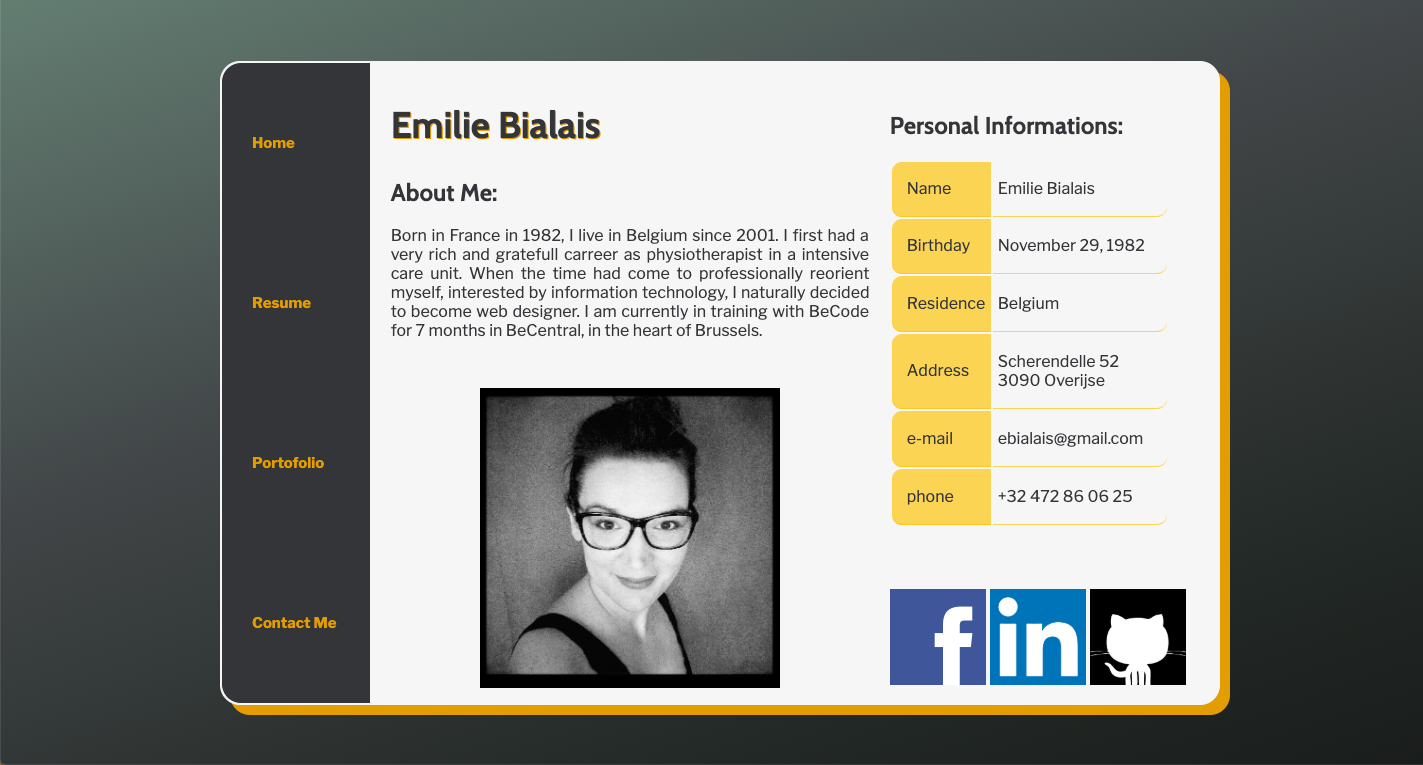 Home
Resume
Portofolio
Contact Me
Emilie Bialais
About Me:
Born in France in 1982, I live in Belgium since 2001. I first had a
very rich and gratefull carreer as physiotherapist in a intensive
care unit. When the time had come to professionally reorient
myself, interested by information technology, I naturally decided
to become web designer. I am currently in training with BeCode
for 7 months in BeCentral, in the heart of Brussels.
Personal Informations:
Name Emilie Bialais
Birthday November 29, 1982
Residence Belgium
Address Scherendelle 52
3090 Overijse
e-mail ebialais@gmail.com
phone +32 472 86 06 25
f in